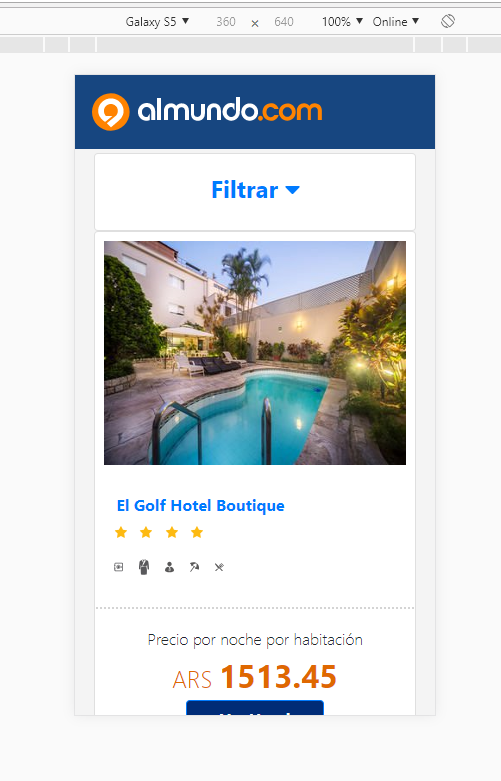 Galaxy S5 ▼ 360 × 640 100% ▼ Online ▼
almundo.com
Filtrar
El Golf Hotel Boutique
Precio por noche por habitación
ARS 1513.45